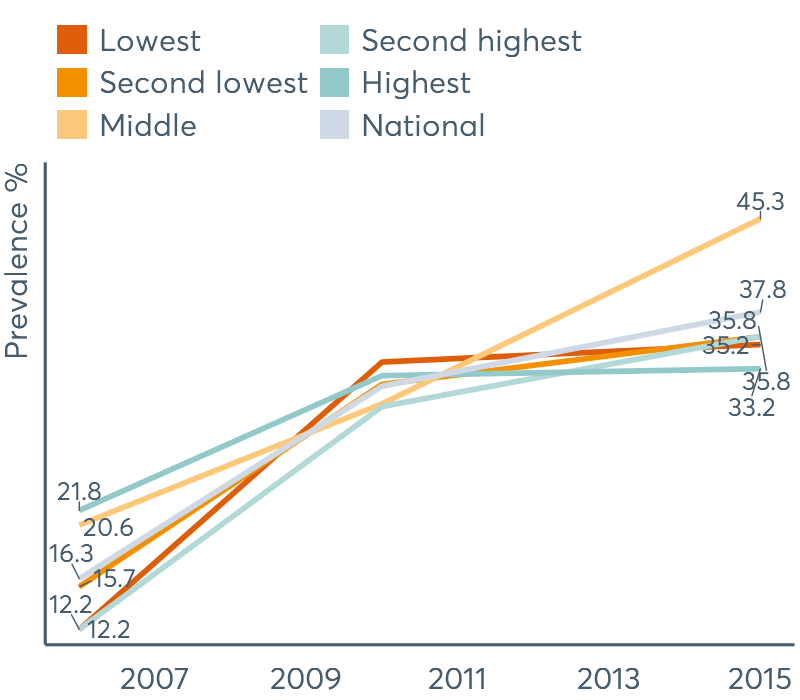 Lowest
Second lowest
Middle
Second highest
Highest
National
Prevalence %
45.3
37.8
35.8
35.2
35.8
33.2
21.8
20.6
16.3
15.7
12.2
12.2
2007 2009 2011 2013 2015